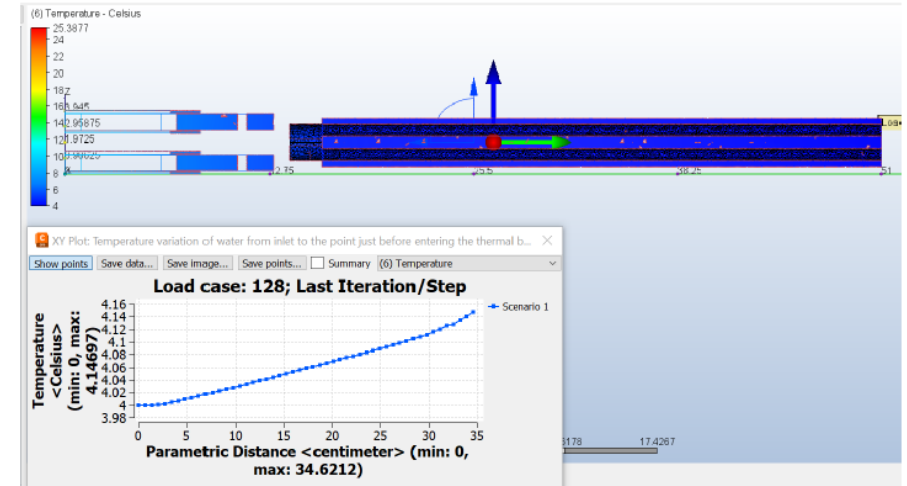 (6) Temperature - Celsius
25.3877
24
22
20
18
16
14
12
10
8
6
4
Z
12.75
25.5
38.25
51
XY Plot: Temperature variation of water from inlet to the point just before entering the thermal b...
Show points Save data... Save image... Save points... Summary (6) Temperature
Load case: 128; Last Iteration/Step
Temperature
<Celsius>
(min: 0, max:
4.14697)
4.16
4.14
4.12
4.1
4.08
4.06
4.04
4.02
4
3.98
Scenario 1
0 5 10 15 20 25 30 35
Parametric Distance <centimeter> (min: 0,
max: 34.6212)
17.4267